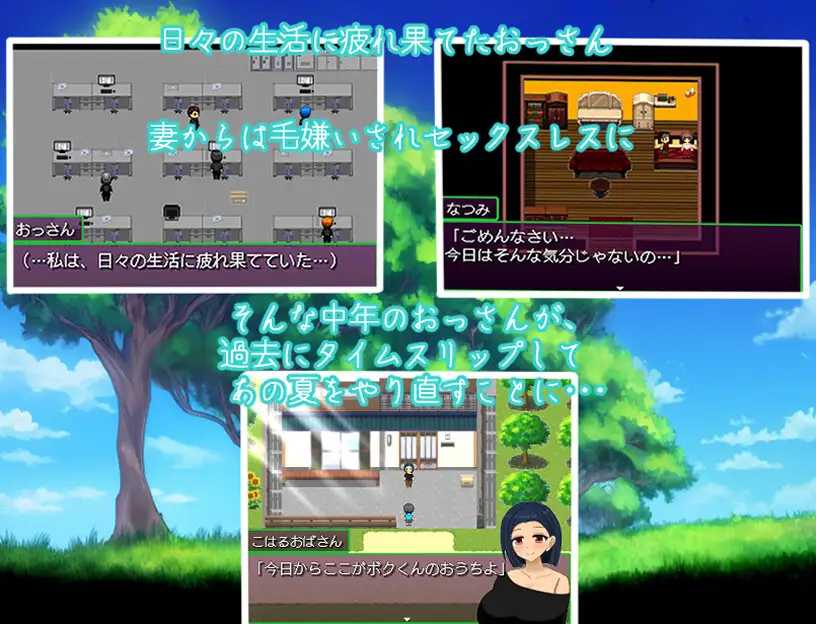 日々の生活に疲れ果てたおっさん
妻からは毛嫌いされセックスレスに
おっさん
（…私は、日々の生活に疲れ果てていた…）
なつみ
「ごめんなさい…
今日はそんな気分じゃないの…」
そんな中年のおっさんが、
過去にタイムスリップして
あの夏をやり直すことに・・・
こはるおばさん
「今日からここがボクくんのおうちよ」